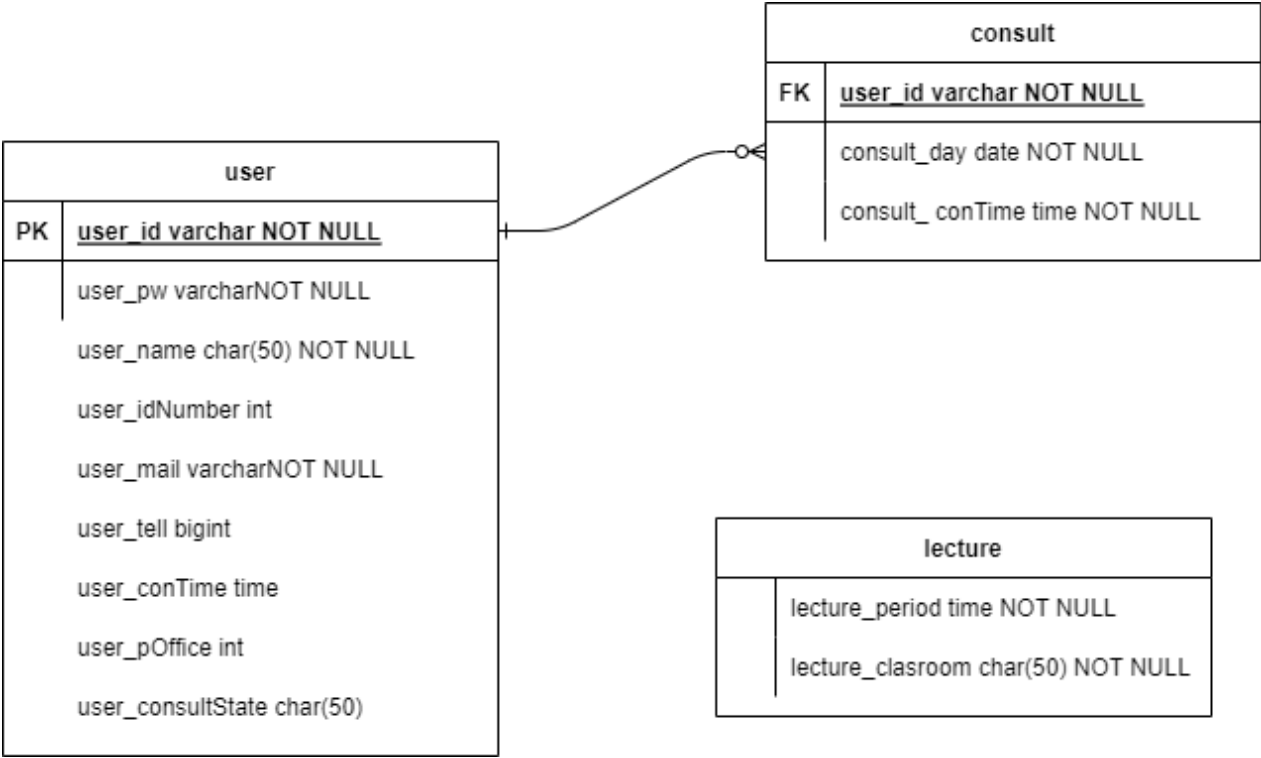 consult
FK user_id varchar NOT NULL
consult_day date NOT NULL
consult_ conTime time NOT NULL
user
PK user_id varchar NOT NULL
user_pw varcharNOT NULL
user_name char(50) NOT NULL
user_idNumber int
user_mail varcharNOT NULL
user_tell bigint
user_conTime time
user_pOffice int
user_consultState char(50)
lecture
lecture_period time NOT NULL
lecture_clasroom char(50) NOT NULL